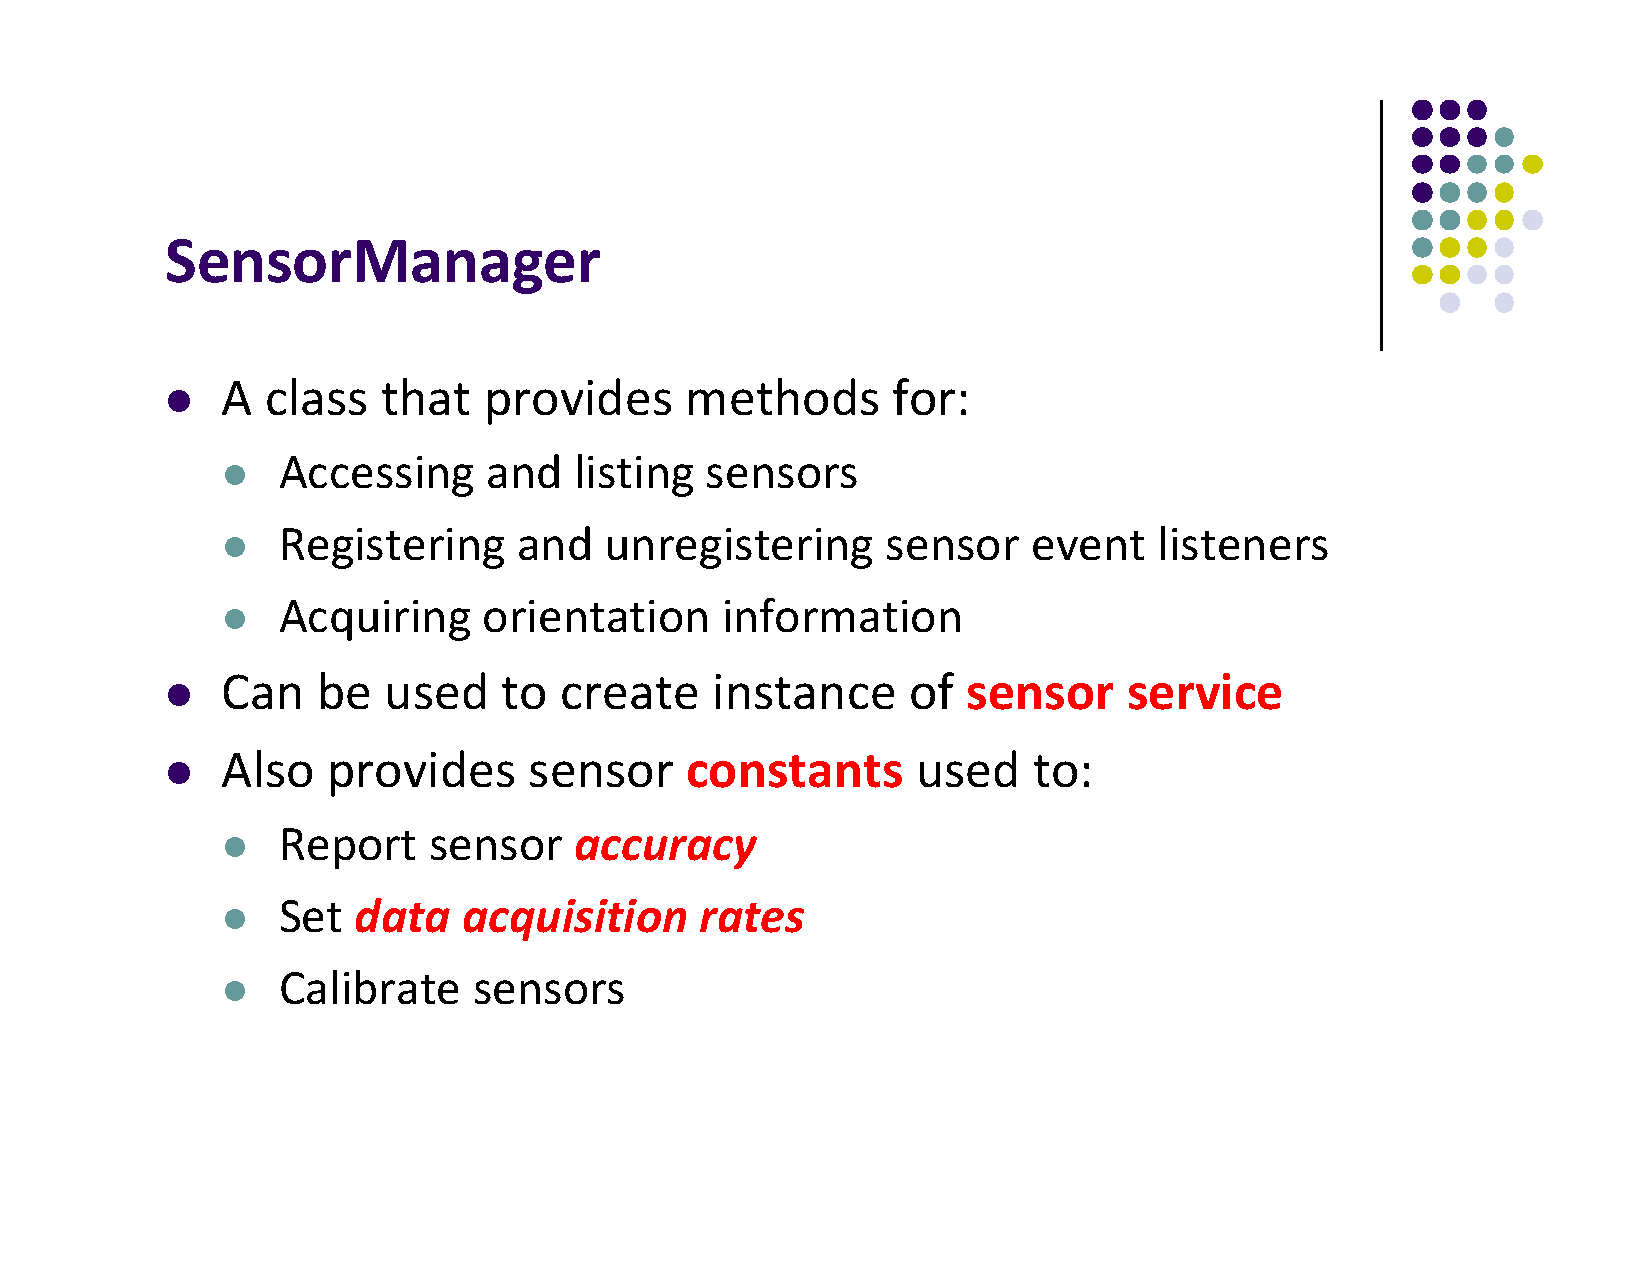 SensorManager
A class that provides methods for:
Accessing and listing sensors
Registering and unregistering sensor event listeners
Acquiring orientation information
Can be used to create instance of sensor service
Also provides sensor constants used to:
Report sensor accuracy
Set data acquisition rates
Calibrate sensors